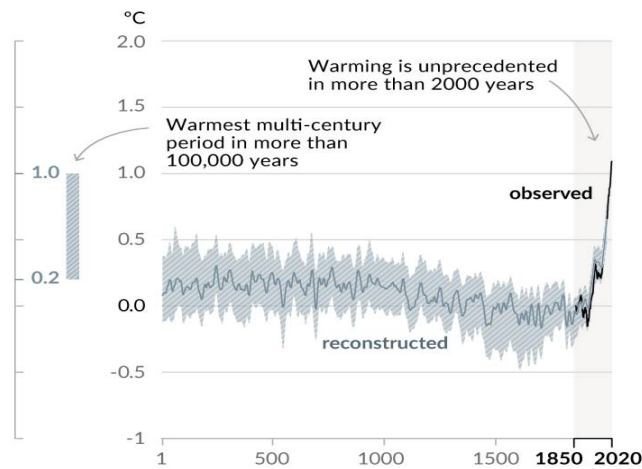 °C
2.0
Warming is unprecedented
in more than 2000 years
1.5
Warmest multi-century
period in more than
100,000 years
1.0
1.0
observed
0.5
0.2
0.0
reconstructed
-0.5
-1
1
500
1000
1500
1850
2020